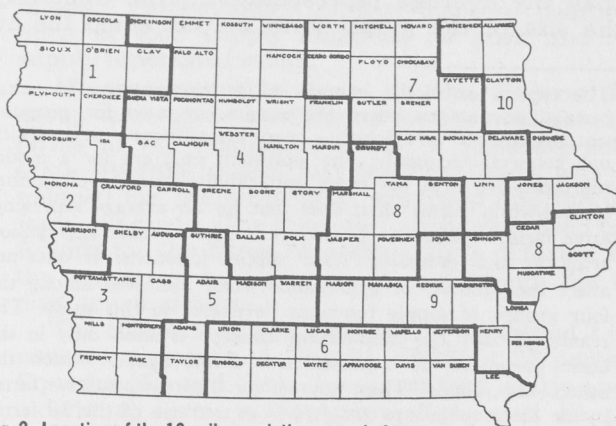 LYON OSCEOLA DICKINSON EMMET KOSSUTH WINNEBAGO WORTH MITCHELL HOWARD WINNESHIEK ALLAMAKEE
SIOUX O'BRIEN CLAY PALO ALTO HANCOCK CERRO GORDO FLOYD CHICKASAW
1 7 FAYETTE CLAYTON
10
PLYMOUTH CHEROKEE BUENA VISTA POCAHONTAS HUMBOLDT WRIGHT FRANKLIN BUTLER BREMER
WEBSTER BLACK HAWK BUCHANAN DELAWARE DUBUQUE
WOODBURY IDA SAC CALHOUN 4 HAMILTON HARDIN GRUNDY
MONONA CRAWFORD CARROLL GREENE BOONE STORY MARSHALL TAMA BENTON LINN JONES JACKSON
8 CLINTON
CEDAR
HARRISON SHELBY AUDUBON GUTHRIE DALLAS POLK JASPER POWESHIEK IOWA JOHNSON 8 SCOTT
MUSCATINE
POTTAWATTAMIE CASS ADAIR MADISON WARREN MARION MAHASKA KEOKUK WASHINGTON
3 5 9 LOUISA
MILLS MONTGOMERY ADAMS UNION CLARKE LUCAS MONROE WAPELLO JEFFERSON HENRY
6 DES MOINES
FREMONT PAGE TAYLOR RINGGOLD DECATUR WAYNE APPANOOSE DAVIS VAN BUREN LEE